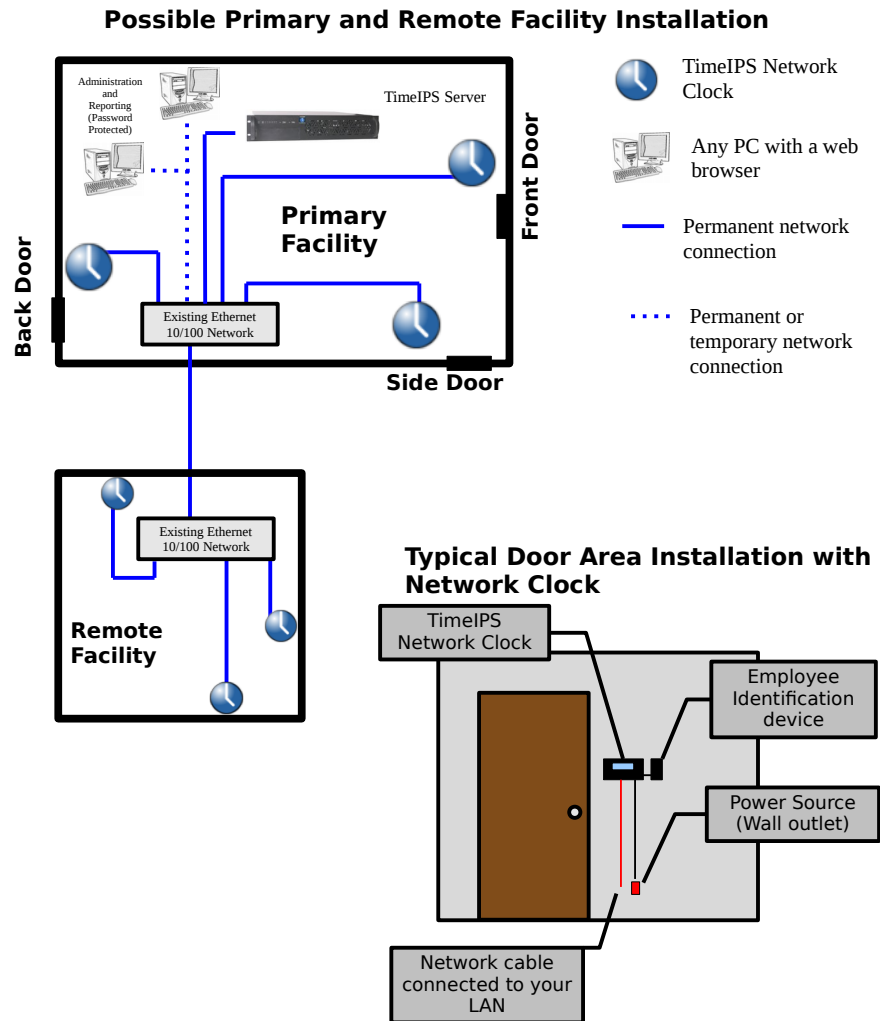 Possible Primary and Remote Facility Installation
Administration
and
Reporting
(Password
Protected)
TimeIPS Server
Primary
Facility
Front Door
Back Door
Side Door
Existing Ethernet
10/100 Network
TimeIPS Network
Clock
Any PC with a web
browser
Permanent network
connection
Permanent or
temporary network
connection
Existing Ethernet
10/100 Network
Remote
Facility
Typical Door Area Installation with
Network Clock
TimeIPS
Network Clock
Employee
Identification
device
Power Source
(Wall outlet)
Network cable
connected to your
LAN